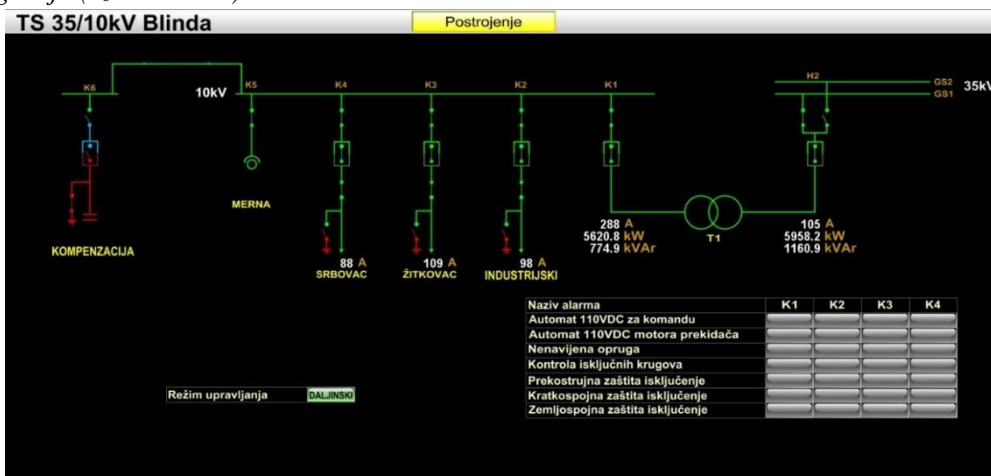 TS 35/10kV Blinda
Postrojenje
K6
10kV
K5
K4
K3
K2
K1
H2
GS2
GS1
35kV
MERNA
KOMPENZACIJA
88 A
SRBOVAC
109 A
ŽITKOVAC
98 A
INDUSTRIJSKI
288 A
5620.8 kW
774.9 kVAr
T1
105 A
5958.2 kW
1160.9 kVAr
Naziv alarma K1 K2 K3 K4
Automat 110VDC za komandu
Automat 110VDC motora prekidača
Nenavijena opruga
Kontrola isključnih krugova
Prekostrujna zaštita isključenje
Kratkospojna zaštita isključenje
Zemljospojna zaštita isključenje
Režim upravljanja DALJINSKI